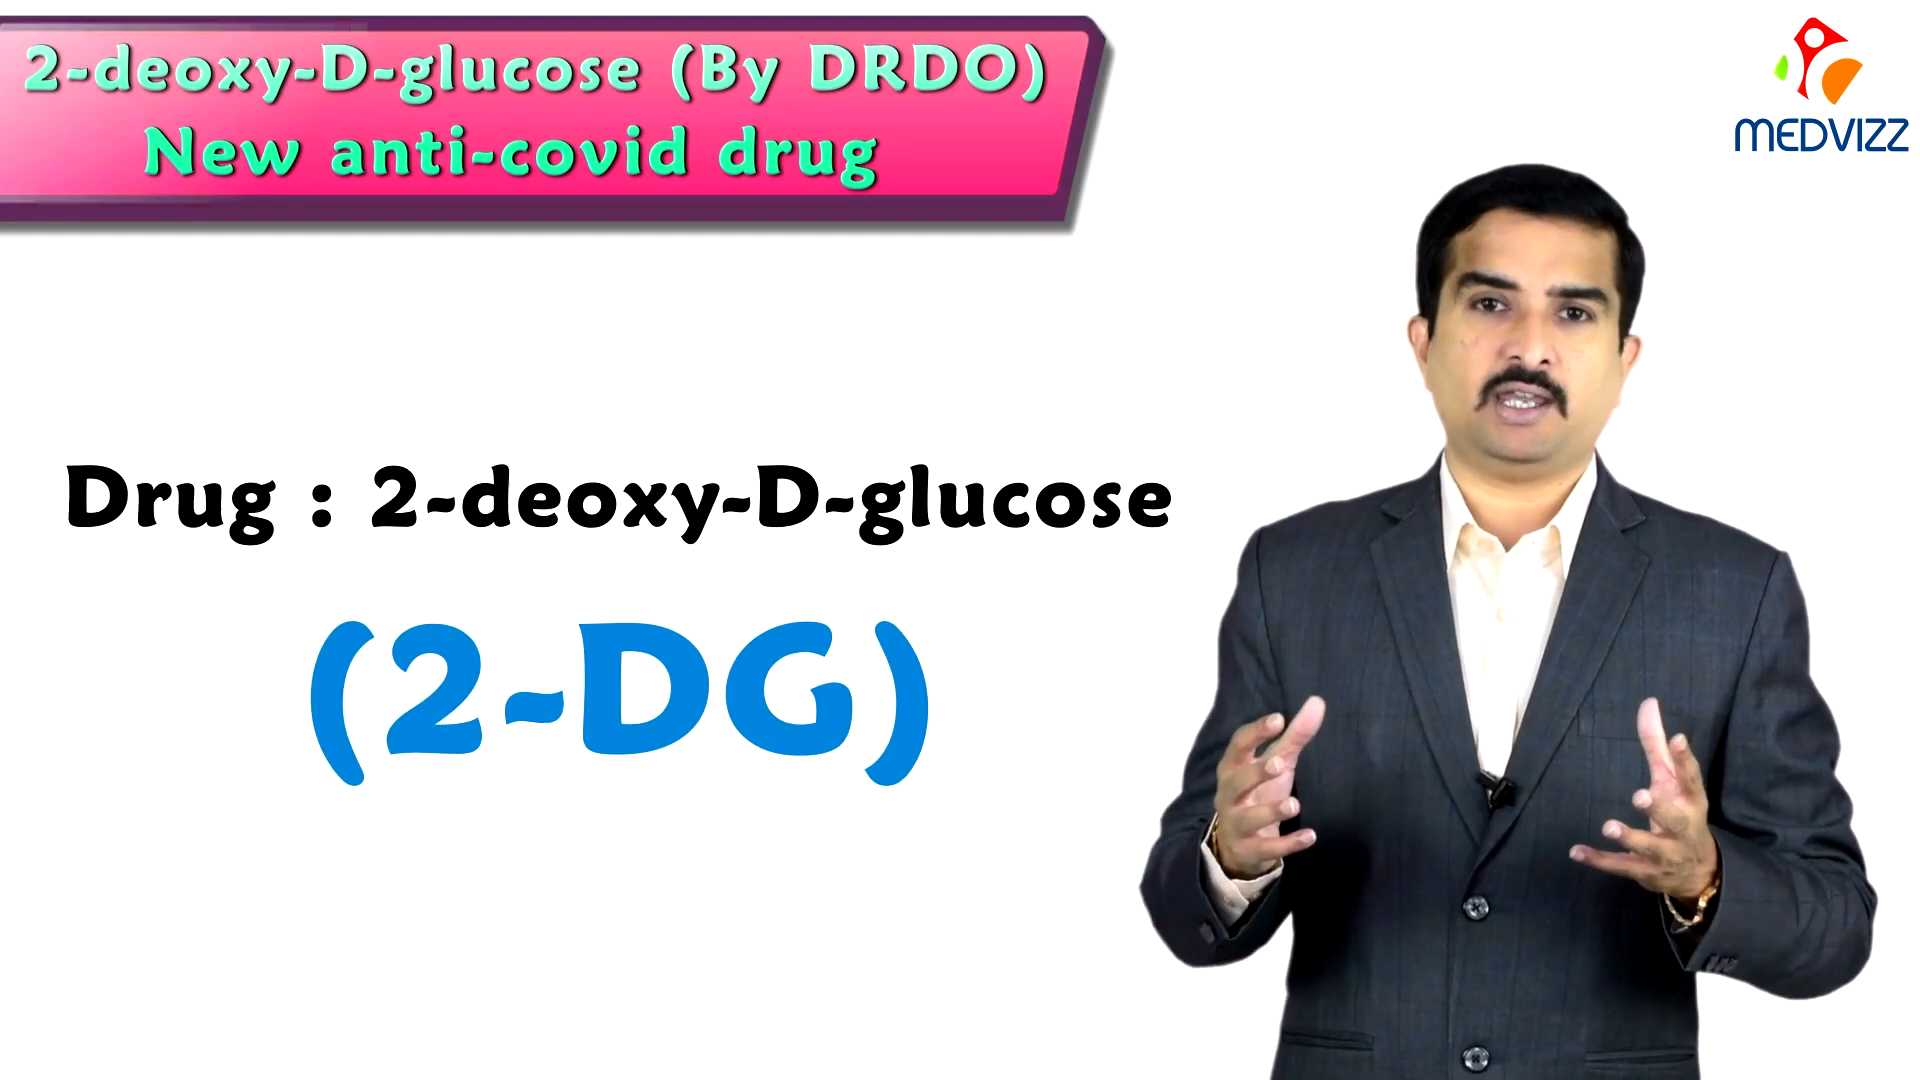 2-deoxy-D-glucose (By DRDO)
New anti-covid drug
MEDVIZZ
Drug : 2-deoxy-D-glucose
(2-DG)